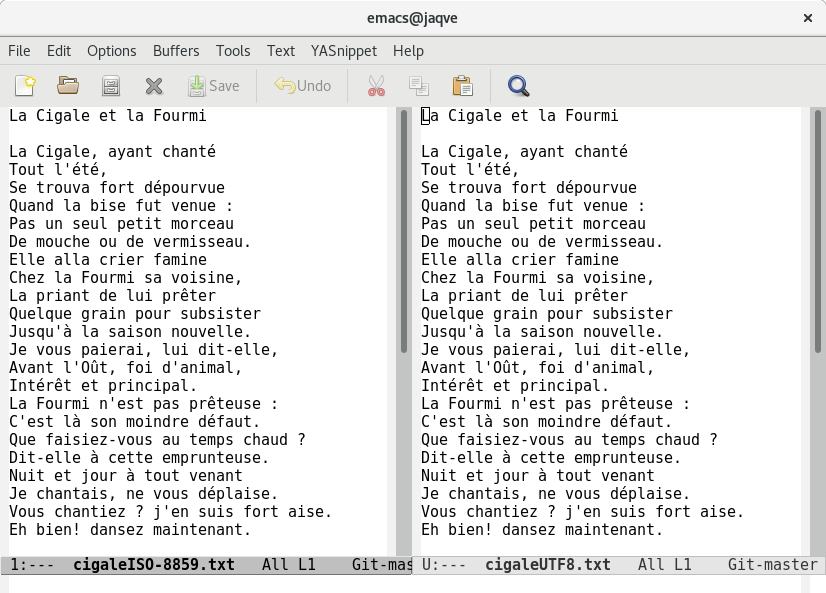 emacs@jaqve
File Edit Options Buffers Tools Text YASnippet Help
Save Undo
La Cigale et la Fourmi
La Cigale, ayant chanté
Tout l'été,
Se trouva fort dépourvue
Quand la bise fut venue :
Pas un seul petit morceau
De mouche ou de vermisseau.
Elle alla crier famine
Chez la Fourmi sa voisine,
La priant de lui prêter
Quelque grain pour subsister
Jusqu'à la saison nouvelle.
Je vous paierai, lui dit-elle,
Avant l'Oût, foi d'animal,
Intérêt et principal.
La Fourmi n'est pas prêteuse :
C'est là son moindre défaut.
Que faisiez-vous au temps chaud ?
Dit-elle à cette emprunteuse.
Nuit et jour à tout venant
Je chantais, ne vous déplaise.
Vous chantiez ? j'en suis fort aise.
Eh bien! dansez maintenant.
1:--- cigaleISO-8859.txt All L1 Git-mas
La Cigale et la Fourmi
La Cigale, ayant chanté
Tout l'été,
Se trouva fort dépourvue
Quand la bise fut venue :
Pas un seul petit morceau
De mouche ou de vermisseau.
Elle alla crier famine
Chez la Fourmi sa voisine,
La priant de lui prêter
Quelque grain pour subsister
Jusqu'à la saison nouvelle.
Je vous paierai, lui dit-elle,
Avant l'Oût, foi d'animal,
Intérêt et principal.
La Fourmi n'est pas prêteuse :
C'est là son moindre défaut.
Que faisiez-vous au temps chaud ?
Dit-elle à cette emprunteuse.
Nuit et jour à tout venant
Je chantais, ne vous déplaise.
Vous chantiez ? j'en suis fort aise.
Eh bien! dansez maintenant.
U:--- cigaleUTF8.txt All L1 Git-master